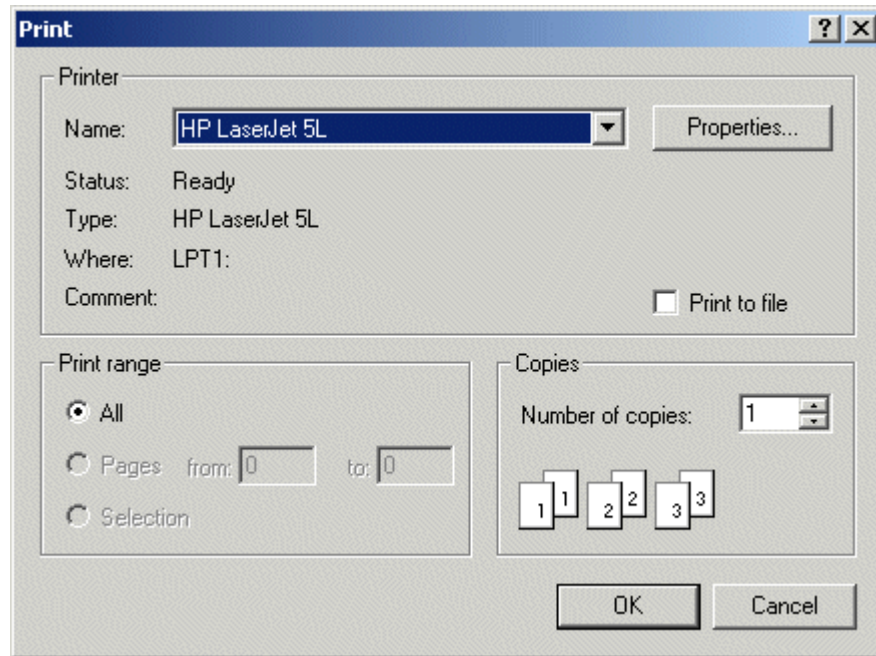 Print
Printer
Name: HP LaserJet 5L Properties...
Status: Ready
Type: HP LaserJet 5L
Where: LPT1:
Comment: Print to file
Print range
All
Pages from: 0 to: 0
Selection
Copies
Number of copies: 1
1 1 2 2 3 3
OK Cancel